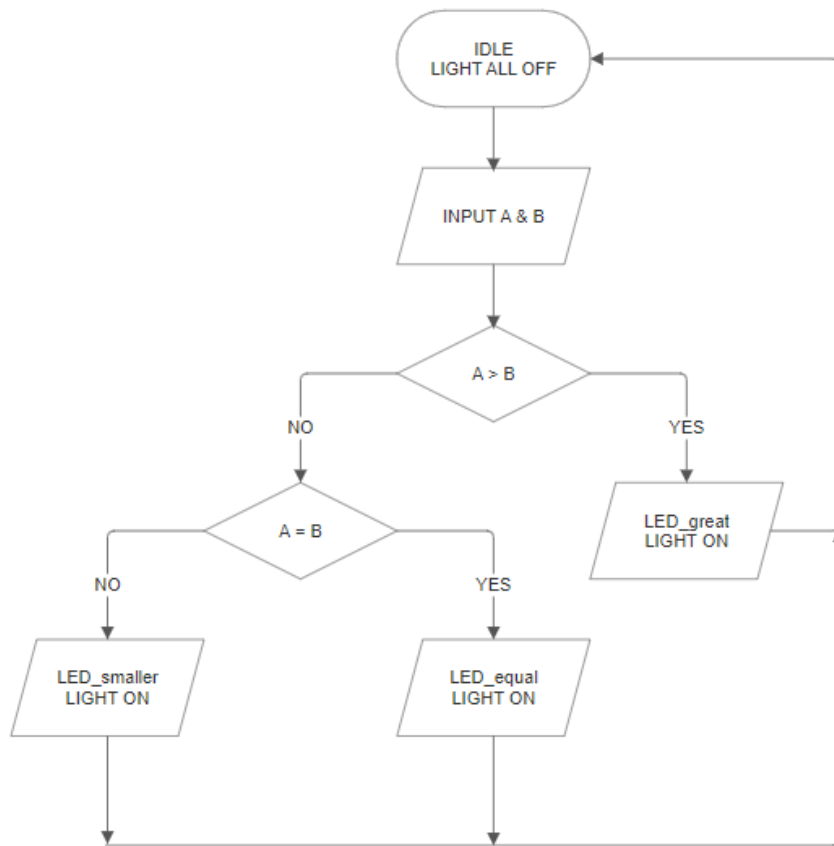 IDLE
LIGHT ALL OFF
INPUT A & B
A > B
NO
YES
A = B
LED_great
LIGHT ON
NO
YES
LED_smaller
LIGHT ON
LED_equal
LIGHT ON